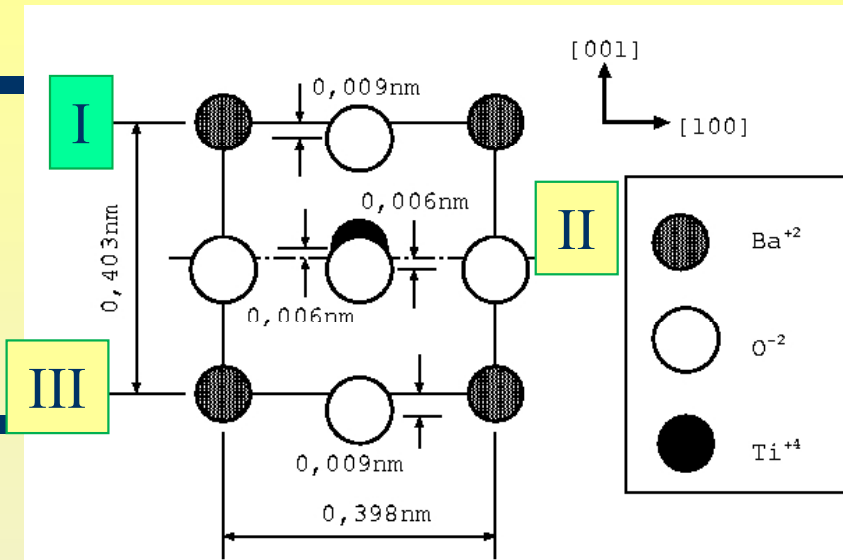 [001]
0,009nm
I
[100]
0,006nm
II
Ba+2
0,403nm
0,006nm
O-2
III
Ti+4
0,009nm
0,398nm